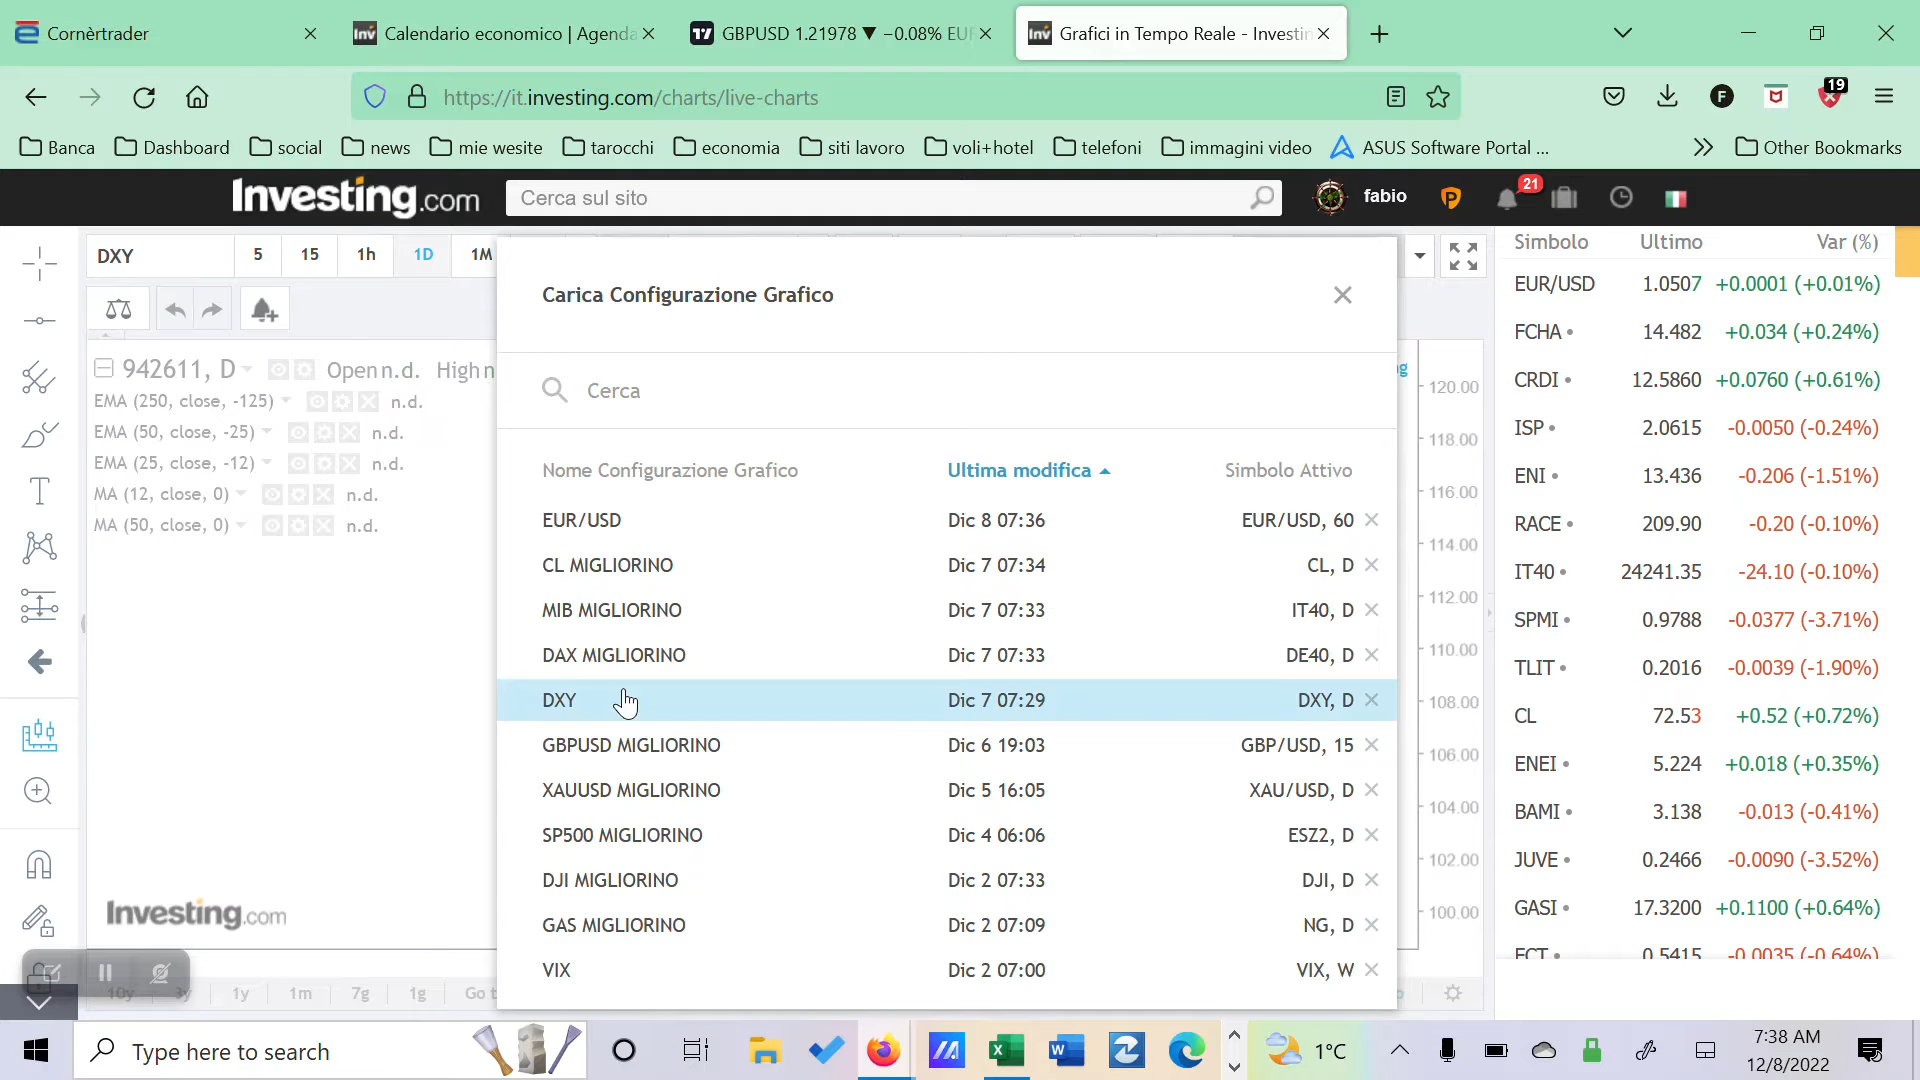 Cornèrtrader
Calendario economico | Agenda
GBPUSD 1.21978 ▼ −0.08% EU
Grafici in Tempo Reale - Investin
https://it.investing.com/charts/live-charts
19
Banca
Dashboard
social
news
mie wesite
tarocchi
economia
siti lavoro
voli+hotel
telefoni
immagini video
ASUS Software Portal ...
Other Bookmarks
Investing.com
Cerca sul sito
fabio
21
DXY
5
15
1h
1D
1M
942611, D
Open n.d. High n
EMA (250, close, -125) n.d.
EMA (50, close, -25) n.d.
EMA (25, close, -12) n.d.
MA (12, close, 0) n.d.
MA (50, close, 0) n.d.
Investing.com
10y 3y 1y 1m 7g 1g Go t
Carica Configurazione Grafico
Cerca
Nome Configurazione Grafico Ultima modifica Simbolo Attivo
EUR/USD Dic 8 07:36 EUR/USD, 60
CL MIGLIORINO Dic 7 07:34 CL, D
MIB MIGLIORINO Dic 7 07:33 IT40, D
DAX MIGLIORINO Dic 7 07:33 DE40, D
DXY Dic 7 07:29 DXY, D
GBPUSD MIGLIORINO Dic 6 19:03 GBP/USD, 15
XAUUSD MIGLIORINO Dic 5 16:05 XAU/USD, D
SP500 MIGLIORINO Dic 4 06:06 ESZ2, D
DJI MIGLIORINO Dic 2 07:33 DJI, D
GAS MIGLIORINO Dic 2 07:09 NG, D
VIX Dic 2 07:00 VIX, W
120.00
118.00
116.00
114.00
112.00
110.00
108.00
106.00
104.00
102.00
100.00
Simbolo Ultimo Var (%)
EUR/USD 1.0507 +0.0001 (+0.01%)
FCHA 14.482 +0.034 (+0.24%)
CRDI 12.5860 +0.0760 (+0.61%)
ISP 2.0615 -0.0050 (-0.24%)
ENI 13.436 -0.206 (-1.51%)
RACE 209.90 -0.20 (-0.10%)
IT40 24241.35 -24.10 (-0.10%)
SPMI 0.9788 -0.0377 (-3.71%)
TLIT 0.2016 -0.0039 (-1.90%)
CL 72.53 +0.52 (+0.72%)
ENEI 5.224 +0.018 (+0.35%)
BAMI 3.138 -0.013 (-0.41%)
JUVE 0.2466 -0.0090 (-3.52%)
GASI 17.3200 +0.1100 (+0.64%)
FCT 0.5415 -0.0035 (-0.64%)
Type here to search
1°C
7:38 AM
12/8/2022